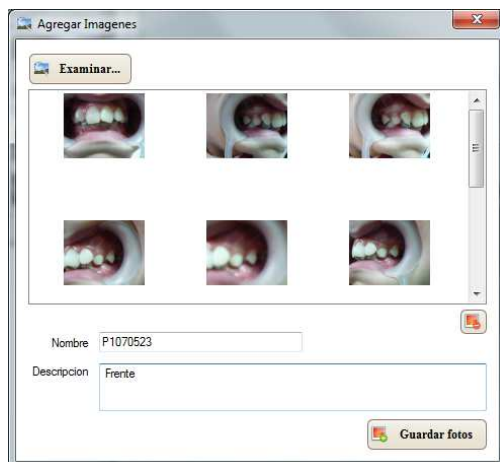 Agregar Imagenes
Examinar...
Nombre
P1070523
Descripcion
Frente
Guardar fotos